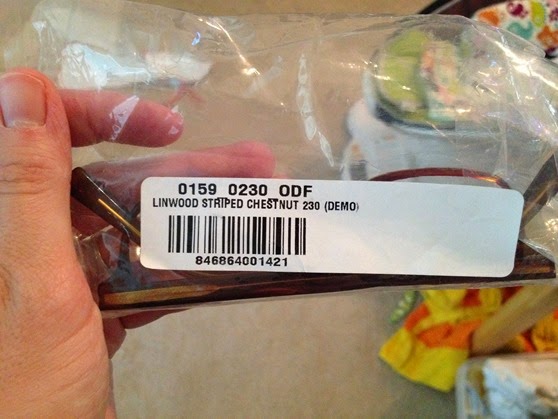 0159 0230 ODF
LINWOOD STRIPED CHESTNUT 230 (DEMO)
846864001421